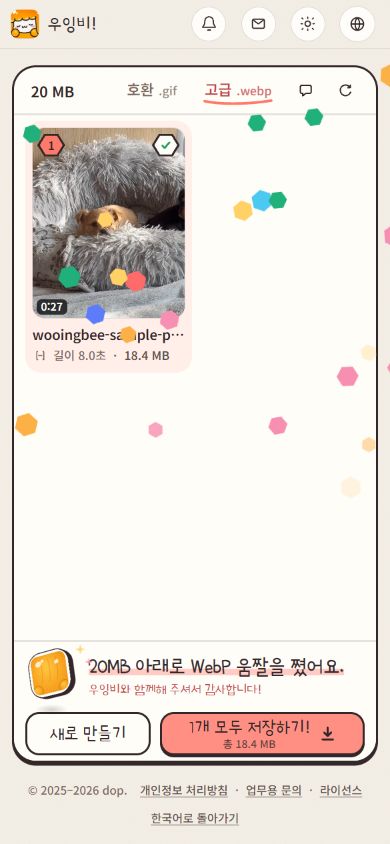 우잉비!
20 MB 호환 .gif 고급 .webp
1
0:27
길이 8.0초 · 18.4 MB
20MB 아래로 WebP 움짤을 쪘어요.
우잉비와 함께해 주셔서 감사합니다!
새로 만들기
1개 모두 저장하기!
총 18.4 MB
© 2025–2026 dop. 개인정보 처리방침 · 업무용 문의 · 라이선스
한국어로 돌아가기